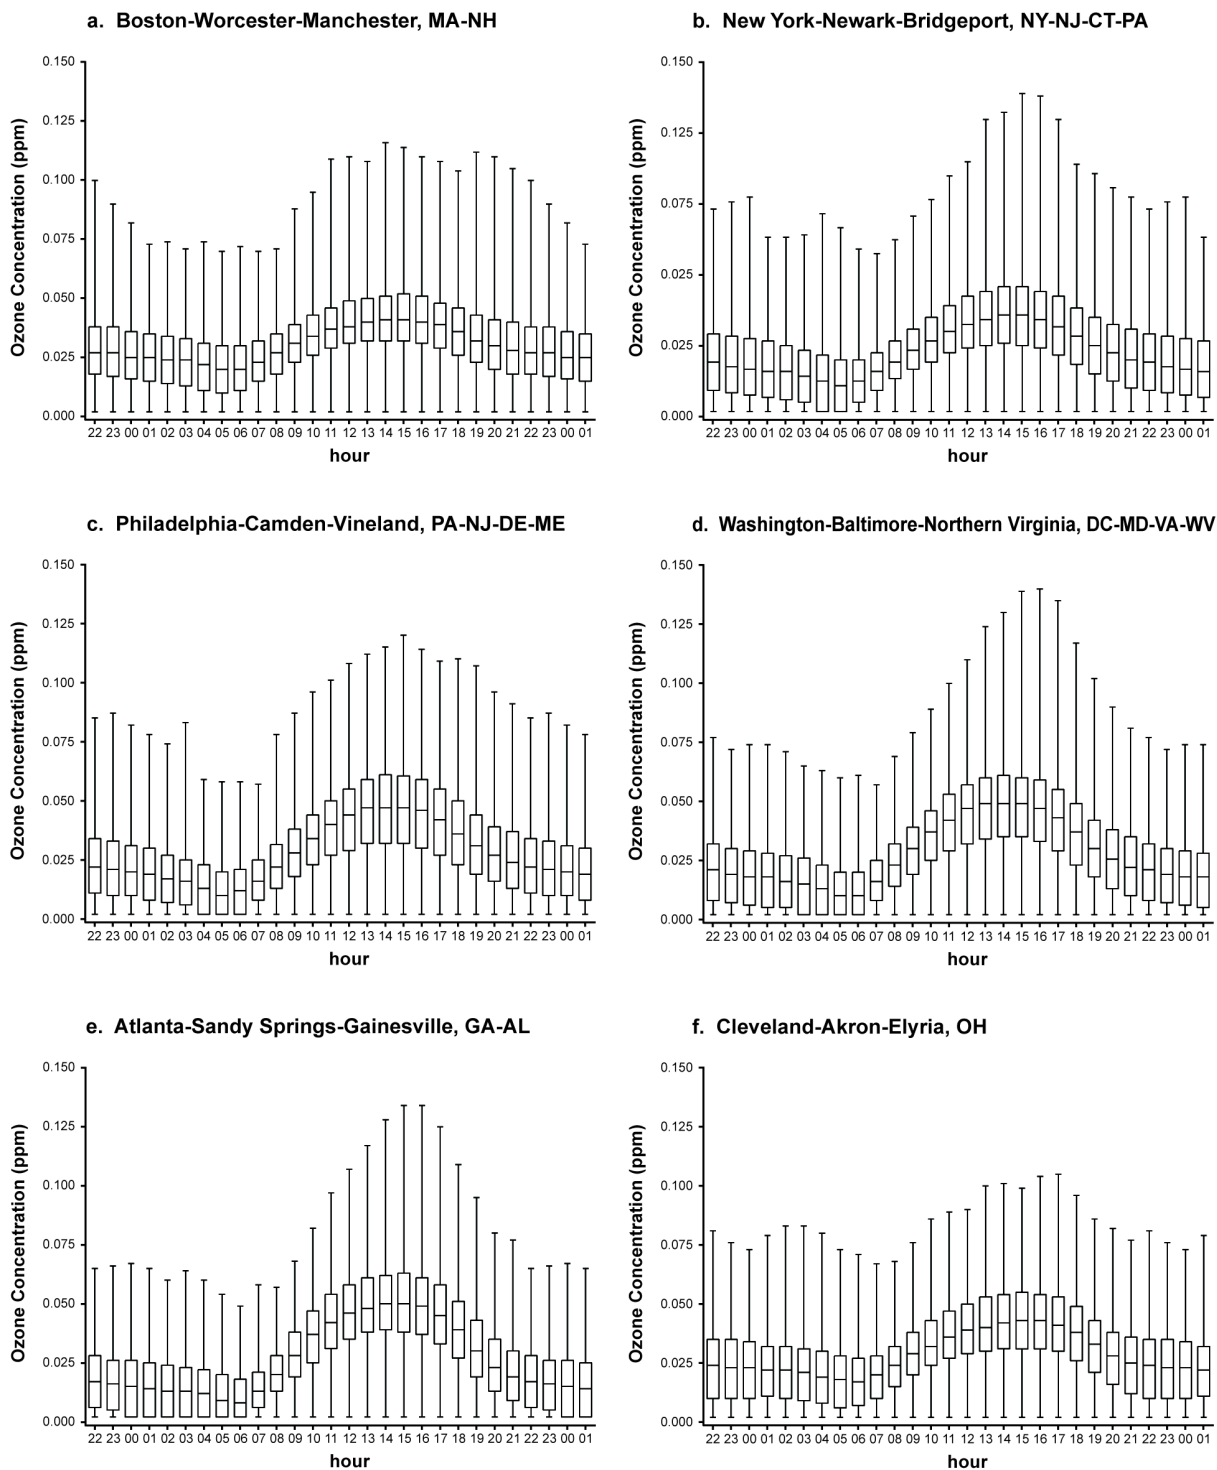 a. Boston-Worcester-Manchester, MA-NH
0.150
0.125
0.100
0.075
0.050
0.025
0.000
Ozone Concentration (ppm)
22 23 00 01 02 03 04 05 06 07 08 09 10 11 12 13 14 15 16 17 18 19 20 21 22 23 00 01
hour
b. New York-Newark-Bridgeport, NY-NJ-CT-PA
0.150
0.125
0.075
0.025
0.025
0.000
Ozone Concentration (ppm)
22 23 00 01 02 03 04 05 06 07 08 09 10 11 12 13 14 15 16 17 18 19 20 21 22 23 00 01
hour
c. Philadelphia-Camden-Vineland, PA-NJ-DE-ME
0.150
0.125
0.100
0.075
0.050
0.025
0.000
Ozone Concentration (ppm)
22 23 00 01 02 03 04 05 06 07 08 09 10 11 12 13 14 15 16 17 18 19 20 21 22 23 00 01
hour
d. Washington-Baltimore-Northern Virginia, DC-MD-VA-WV
0.150
0.125
0.100
0.075
0.050
0.025
0.000
Ozone Concentration (ppm)
22 23 00 01 02 03 04 05 06 07 08 09 10 11 12 13 14 15 16 17 18 19 20 21 22 23 00 01
hour
e. Atlanta-Sandy Springs-Gainesville, GA-AL
0.150
0.125
0.100
0.075
0.050
0.025
0.000
Ozone Concentration (ppm)
22 23 00 01 02 03 04 05 06 07 08 09 10 11 12 13 14 15 16 17 18 19 20 21 22 23 00 01
hour
f. Cleveland-Akron-Elyria, OH
0.150
0.125
0.100
0.075
0.050
0.025
0.000
Ozone Concentration (ppm)
22 23 00 01 02 03 04 05 06 07 08 09 10 11 12 13 14 15 16 17 18 19 20 21 22 23 00 01
hour